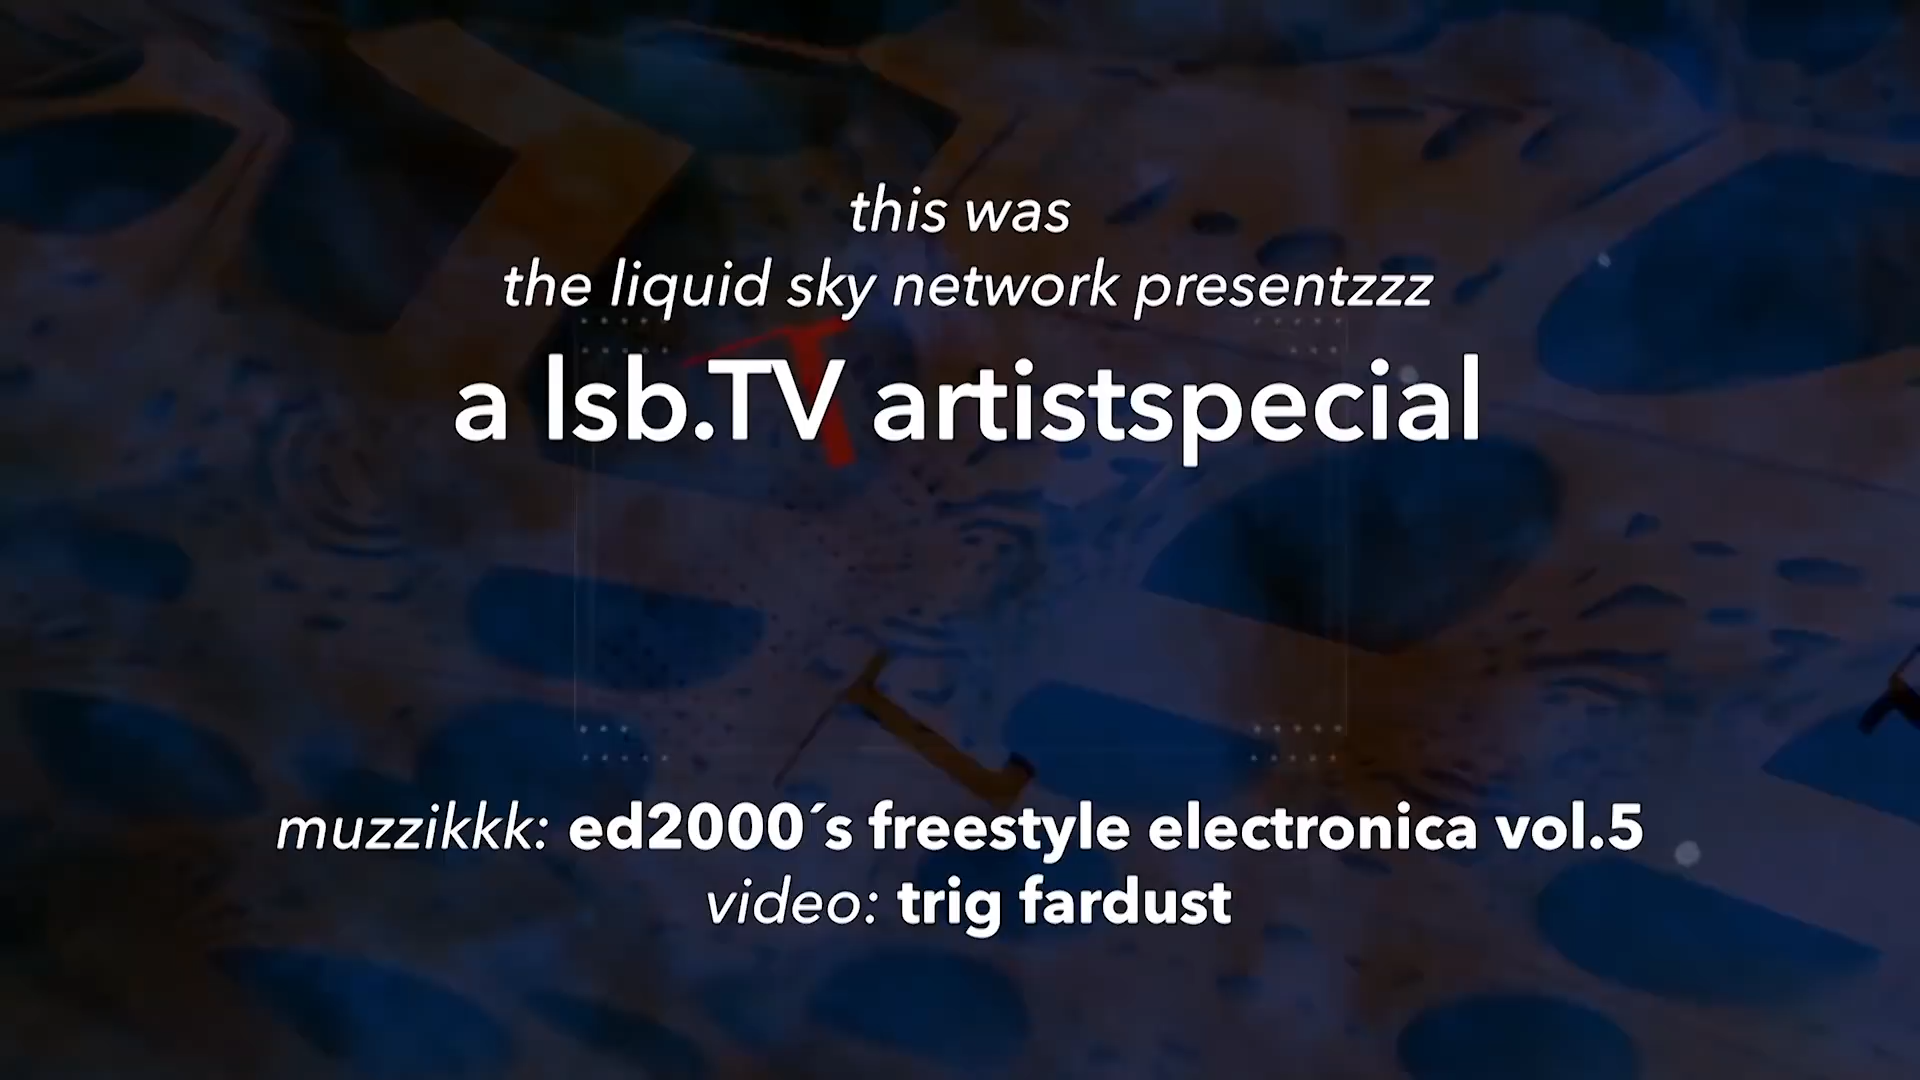 this was
the liquid sky network presentzzz
a lsb.TV artistspecial
muzzikkk: ed2000´s freestyle electronica vol.5
video: trig fardust